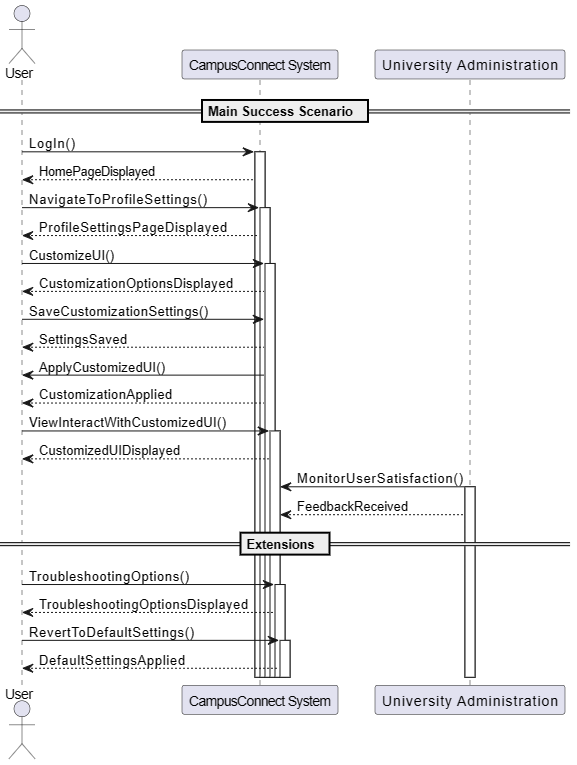 User
CampusConnect System
University Administration
Main Success Scenario
LogIn()
HomePageDisplayed
NavigateToProfileSettings()
ProfileSettingsPageDisplayed
CustomizeUI()
CustomizationOptionsDisplayed
SaveCustomizationSettings()
SettingsSaved
ApplyCustomizedUI()
CustomizationApplied
ViewInteractWithCustomizedUI()
CustomizedUIDisplayed
MonitorUserSatisfaction()
FeedbackReceived
Extensions
TroubleshootingOptions()
TroubleshootingOptionsDisplayed
RevertToDefaultSettings()
DefaultSettingsApplied
User
CampusConnect System
University Administration